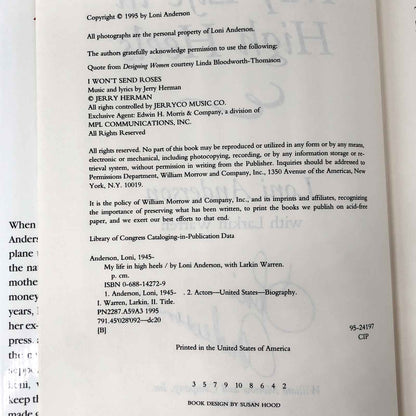 Copyright © 1995 by Loni Anderson
All photographs are the personal property of Loni Anderson.
The authors gratefully acknowledge permission to use the following:
Quote from Designing Women courtesy Linda Bloodworth-Thomason
I WON'T SEND ROSES
Music and lyrics by Jerry Herman
© JERRY HERMAN
All rights controlled by JERRYCO MUSIC CO.
Exclusive Agent: Edwin H. Morris & Company, a division of
MPL COMMUNICATIONS, INC.
All Rights Reserved
All rights reserved. No part of this book may be reproduced or utilized in any form or by any means,
electronic or mechanical, including photocopying, recording, or by any information storage or re-
trieval system, without permission in writing from the Publisher. Inquiries should be addressed to
Permissions Department, William Morrow and Company, Inc., 1350 Avenue of the Americas, New
York, N.Y. 10019.
It is the policy of William Morrow and Company, Inc., and its imprints and affiliates, recognizing
the importance of preserving what has been written, to print the books we publish on acid-free
paper, and we exert our best efforts to that end.
Library of Congress Cataloging-in-Publication Data
Anderson, Loni, 1945-
My life in high heels / by Loni Anderson, with Larkin Warren.
p. cm.
ISBN 0-688-14272-9
1. Anderson, Loni, 1945- . 2. Actors—United States—Biography.
I. Warren, Larkin. II. Title.
PN2287.A59A3 1995
791.45'028'092—dc20
[B]
95-24197
CIP
Printed in the United States of America
3 5 7 9 10 8 6 4 2
BOOK DESIGN BY SUSAN HOOD
When
Anders
plane
the na
mothe
money
years, l
her ex-
press a
the
Loni, v
keep th
made